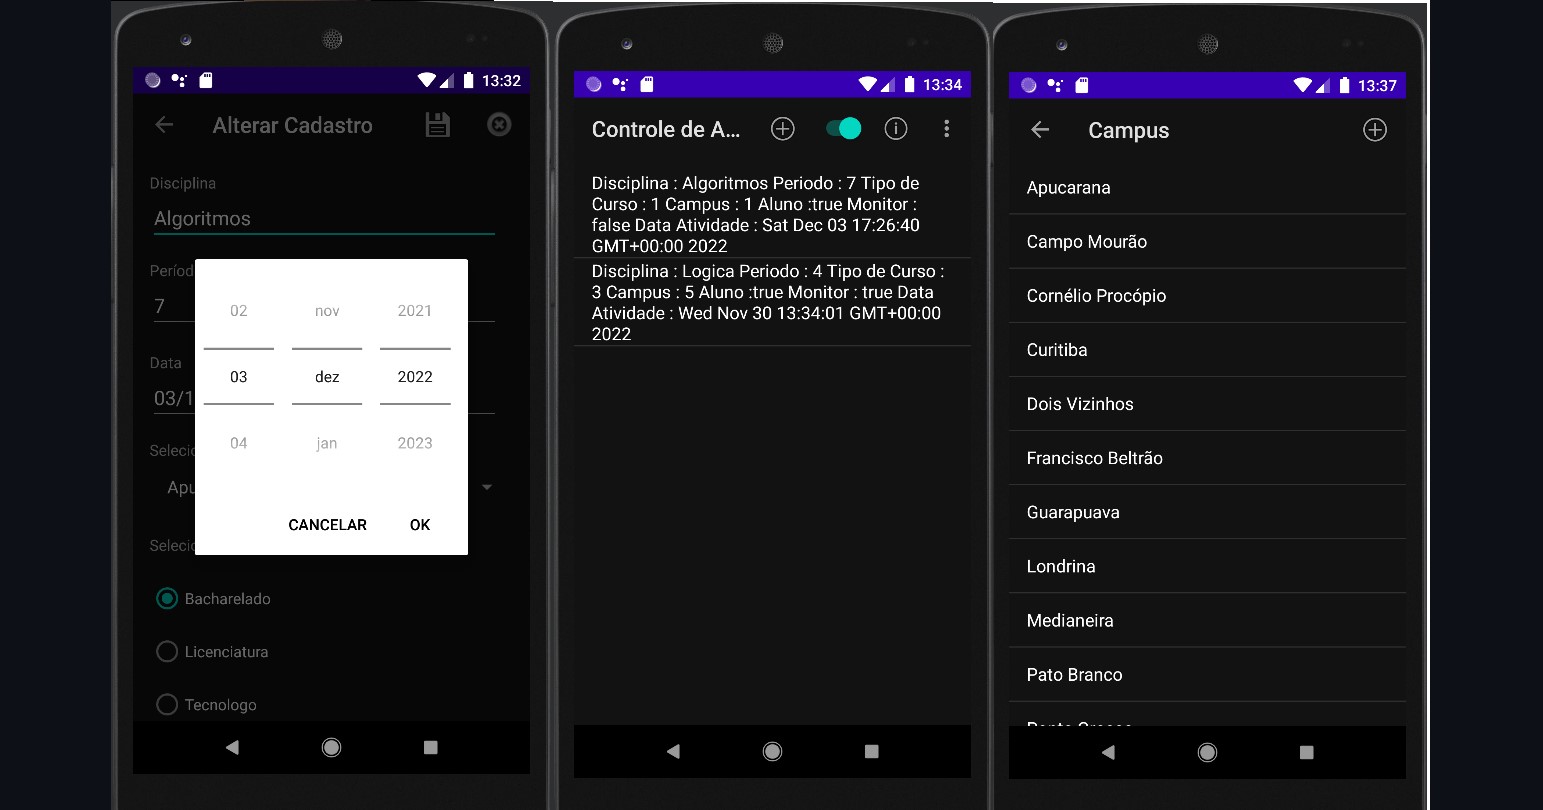 13:32
Alterar Cadastro
Disciplina
Algoritmos
Períod
7
Data
03/1
Selecio
Apu
Selecio
Bacharelado
Licenciatura
Tecnologo
02 nov 2021
03 dez 2022
04 jan 2023
CANCELAR OK
13:34
Controle de A...
Disciplina : Algoritmos Periodo : 7 Tipo de
Curso : 1 Campus : 1 Aluno :true Monitor :
false Data Atividade : Sat Dec 03 17:26:40
GMT+00:00 2022
Disciplina : Logica Periodo : 4 Tipo de Curso :
3 Campus : 5 Aluno :true Monitor : true Data
Atividade : Wed Nov 30 13:34:01 GMT+00:00
2022
13:37
Campus
Apucarana
Campo Mourão
Cornélio Procópio
Curitiba
Dois Vizinhos
Francisco Beltrão
Guarapuava
Londrina
Medianeira
Pato Branco